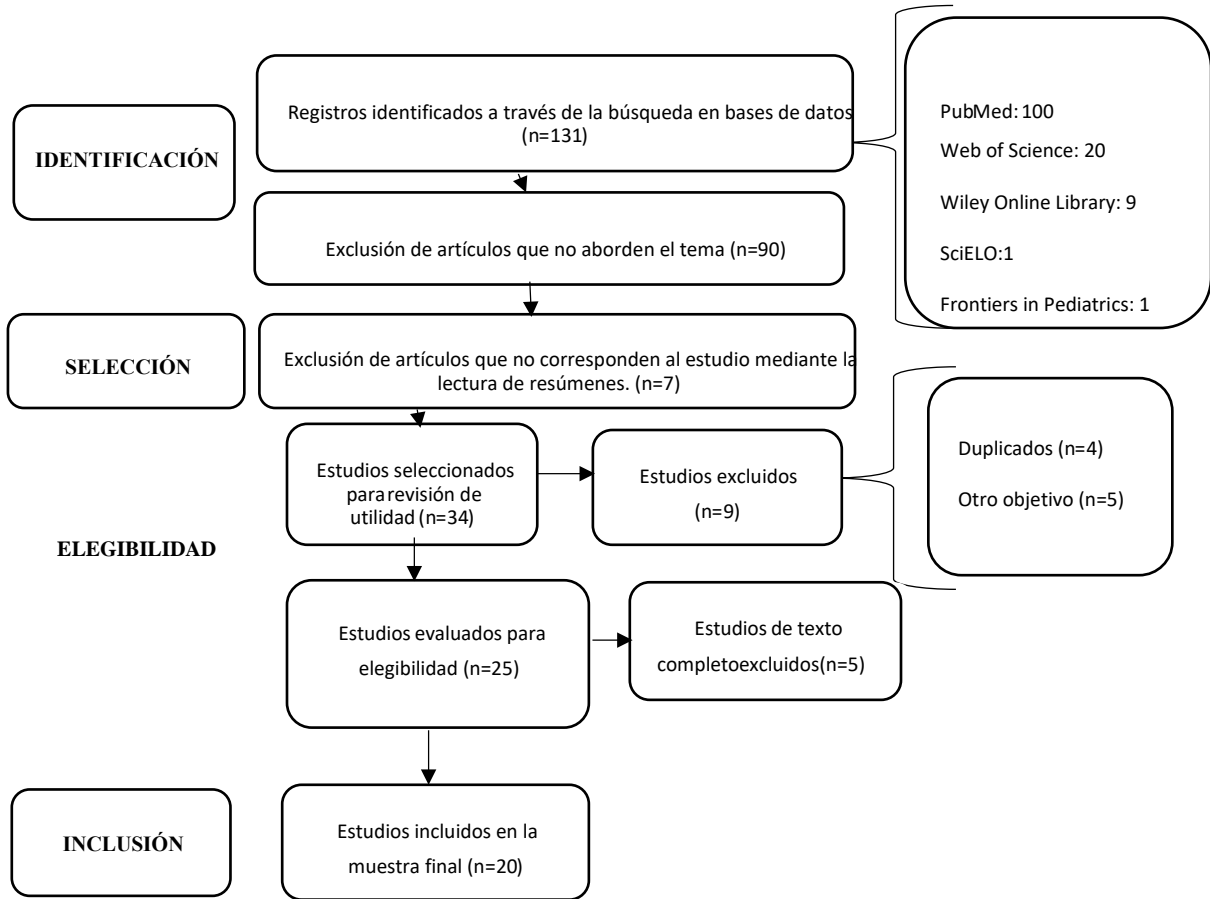 IDENTIFICACIÓN
Registros identificados a través de la búsqueda en bases de datos
(n=131)
PubMed: 100
Web of Science: 20
Wiley Online Library: 9
SciELO:1
Frontiers in Pediatrics: 1
Exclusión de artículos que no aborden el tema (n=90)
SELECCIÓN
Exclusión de artículos que no corresponden al estudio mediante la
lectura de resúmenes. (n=7)
ELEGIBILIDAD
Estudios seleccionados
para revisión de
utilidad (n=34)
Estudios excluidos
(n=9)
Duplicados (n=4)
Otro objetivo (n=5)
Estudios evaluados para
elegibilidad (n=25)
Estudios de texto
completoexcluidos(n=5)
INCLUSIÓN
Estudios incluidos en la
muestra final (n=20)